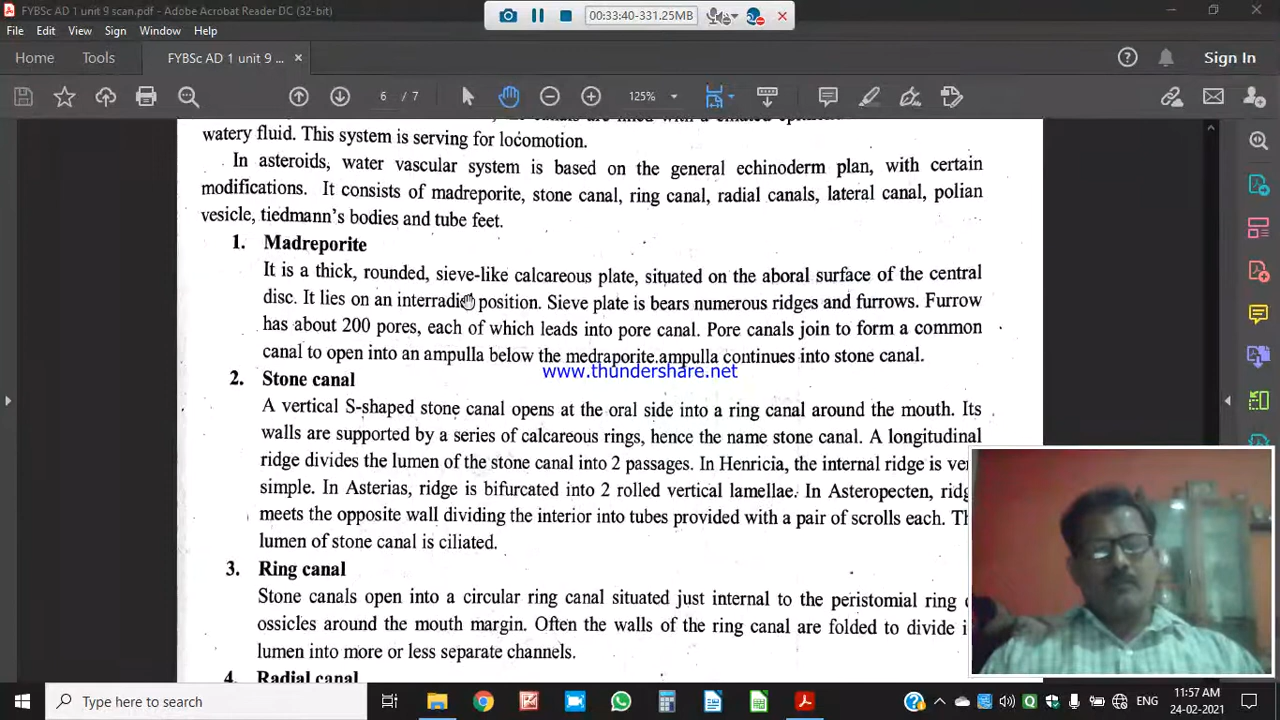 FYBSc AD 1 unit 9 scan.pdf - Adobe Acrobat Reader DC (32-bit)
00:33:40-331.25MB
File Edit View Sign Window Help
Home Tools FYBSc AD 1 unit 9 ... Sign In
6 / 7 125%
watery fluid. This system is serving for locomotion.
In asteroids, water vascular system is based on the general echinoderm plan, with certain
modifications. It consists of madreporite, stone canal, ring canal, radial canals, lateral canal, polian
vesicle, tiedmann's bodies and tube feet.
1. Madreporite
It is a thick, rounded, sieve-like calcareous plate, situated on the aboral surface of the central
disc. It lies on an interradial position. Sieve plate is bears numerous ridges and furrows. Furrow
has about 200 pores, each of which leads into pore canal. Pore canals join to form a common
canal to open into an ampulla below the medraporite.ampulla continues into stone canal.
www.thundershare.net
2. Stone canal
A vertical S-shaped stone canal opens at the oral side into a ring canal around the mouth. Its
walls are supported by a series of calcareous rings, hence the name stone canal. A longitudinal
ridge divides the lumen of the stone canal into 2 passages. In Henricia, the internal ridge is
simple. In Asterias, ridge is bifurcated into 2 rolled vertical lamellae. In Asteropecten,
meets the opposite wall dividing the interior into tubes provided with a pair of scrolls each.
lumen of stone canal is ciliated.
3. Ring canal
Stone canals open into a circular ring canal situated just internal to the peristomial ring
ossicles around the mouth margin. Often the walls of the ring canal are folded to divide
lumen into more or less separate channels.
4. Radial canal
Type here to search
ENG
11:57 AM
24-02-2021